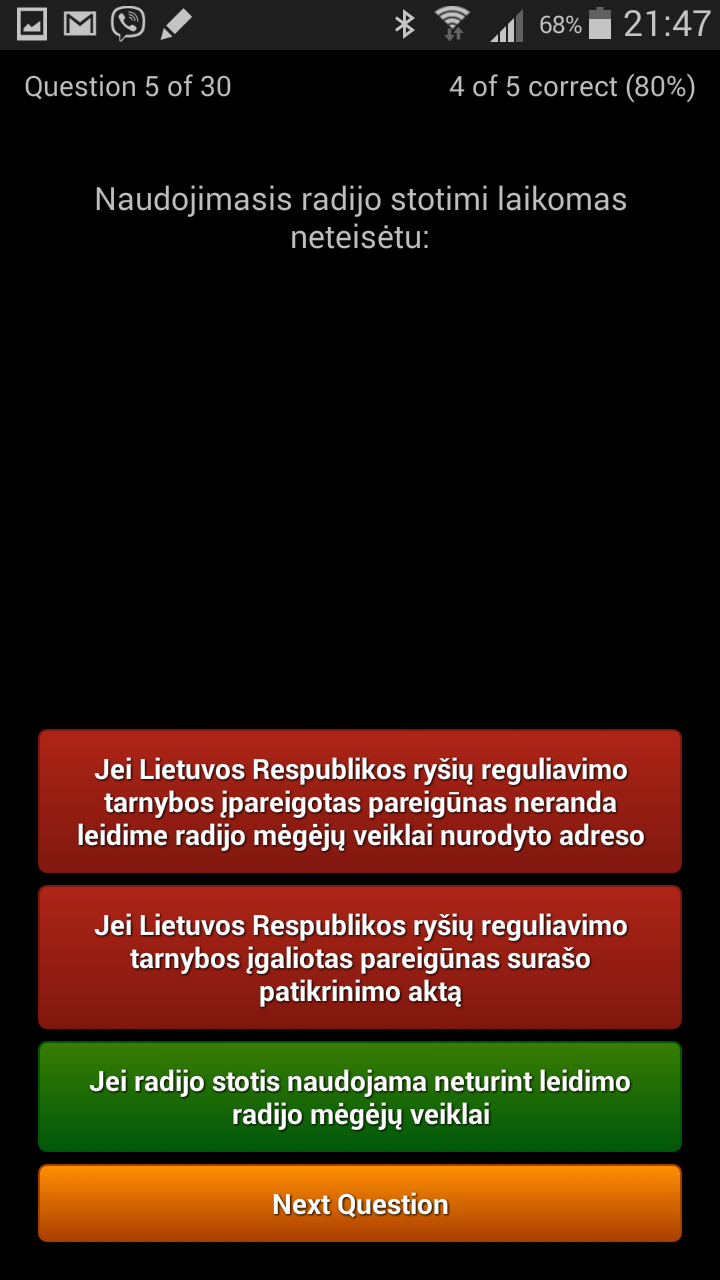 68% 21:47
Question 5 of 30 4 of 5 correct (80%)
Naudojimasis radijo stotimi laikomas
neteisėtu:
Jei Lietuvos Respublikos ryšių reguliavimo
tarnybos įpareigotas pareigūnas neranda
leidime radijo mėgėjų veiklai nurodyto adreso
Jei Lietuvos Respublikos ryšių reguliavimo
tarnybos įgaliotas pareigūnas surašo
patikrinimo aktą
Jei radijo stotis naudojama neturint leidimo
radijo mėgėjų veiklai
Next Question